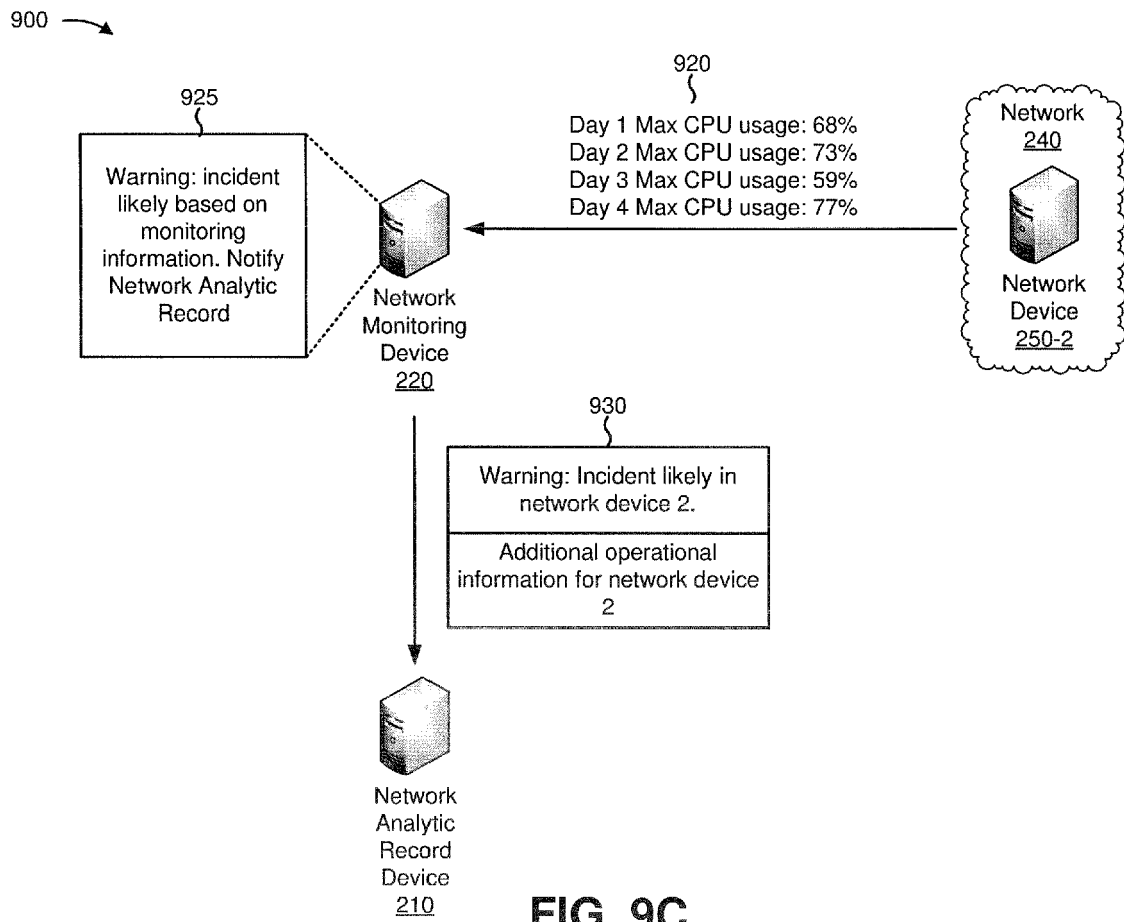 900
920
925
Day 1 Max CPU usage: 68%
Day 2 Max CPU usage: 73%
Day 3 Max CPU usage: 59%
Day 4 Max CPU usage: 77%
Network
240
Network
Device
250-2
Warning: incident
likely based on
monitoring
information. Notify
Network Analytic
Record
Network
Monitoring
Device
220
930
Warning: Incident likely in
network device 2.
Additional operational
information for network device
2
Network
Analytic
Record
Device
210
FIG. 9C